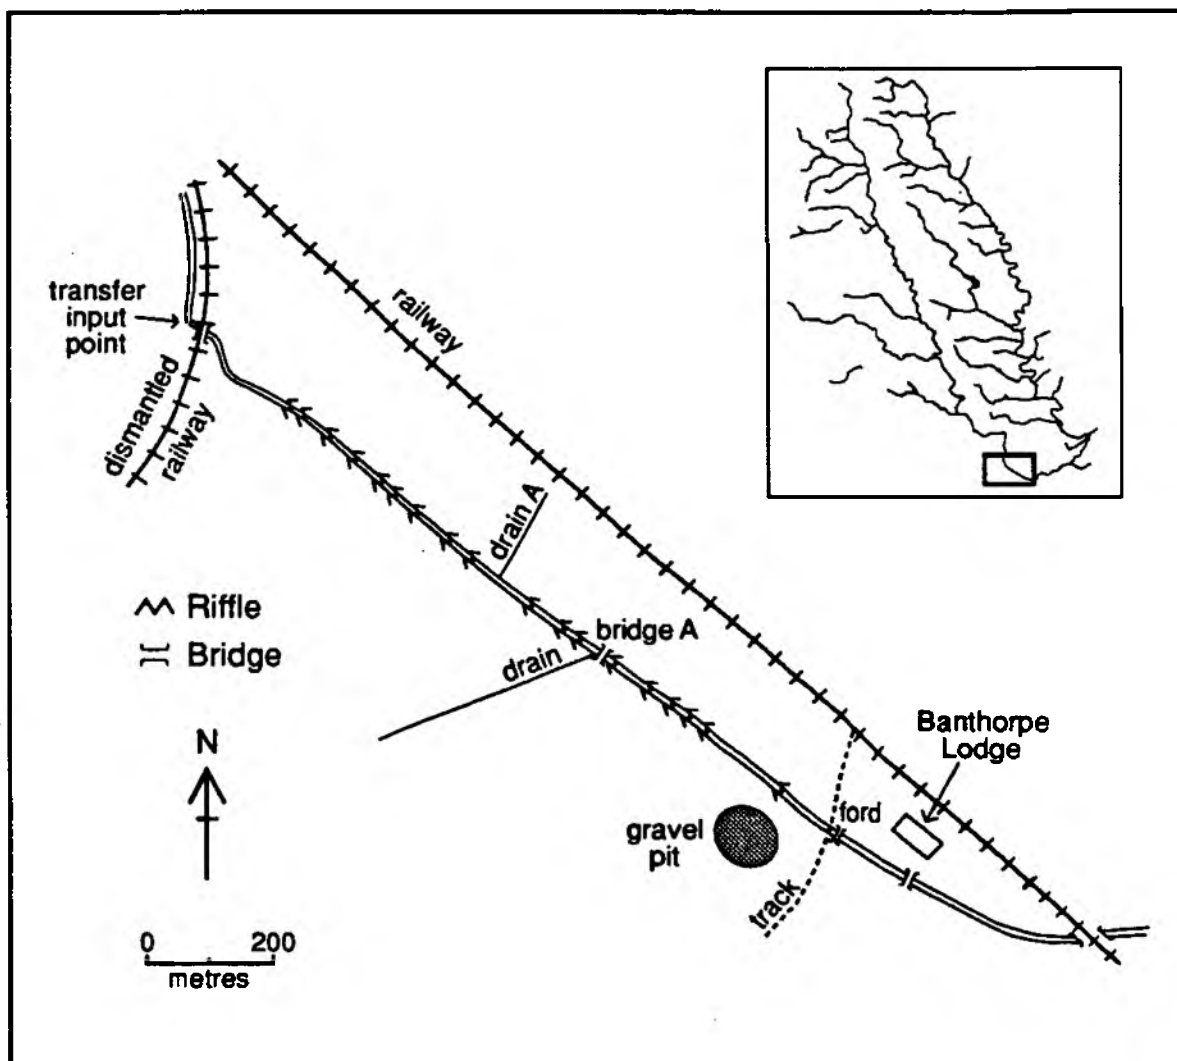 railway
transfer
input
point
dismantled
railway
drain A
Riffle
Bridge
bridge A
drain
N
Banthorpe
Lodge
ford
gravel
pit
track
0 200
metres